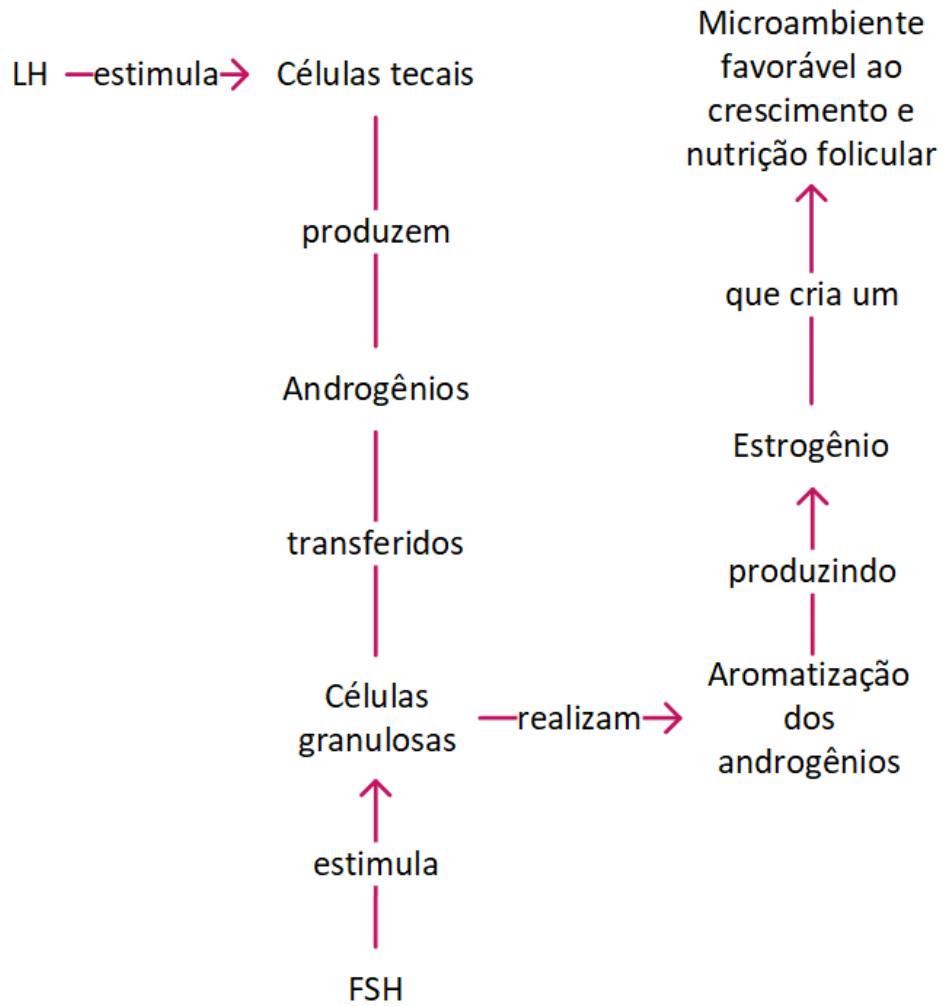 LH estimula Células tecais
produzem
Androgênios
transferidos
Células
granulosas
realizam
Aromatização
dos
androgênios
produzindo
Estrogênio
que cria um
Microambiente
favorável ao
crescimento e
nutrição folicular
estimula
FSH